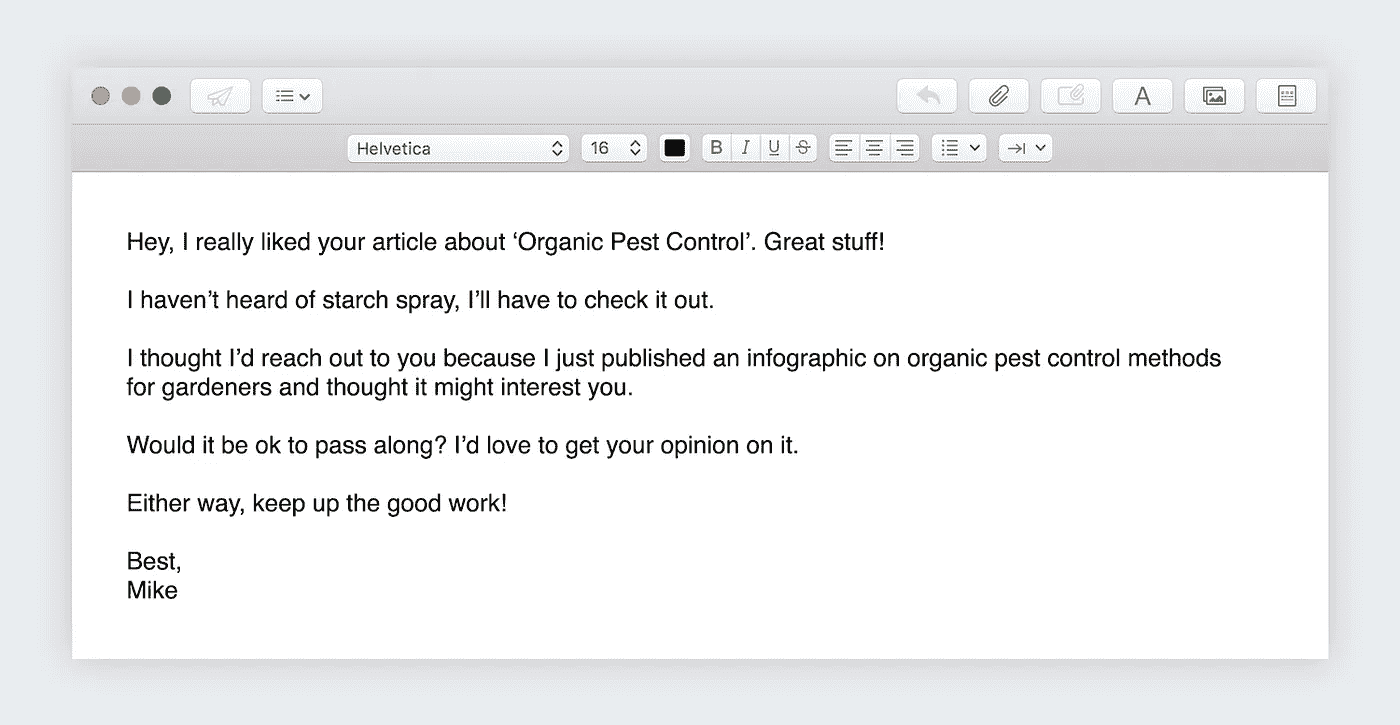 Helvetica 16 B I U S
A
Hey, I really liked your article about ‘Organic Pest Control’. Great stuff!
I haven’t heard of starch spray, I’ll have to check it out.
I thought I’d reach out to you because I just published an infographic on organic pest control methods
for gardeners and thought it might interest you.
Would it be ok to pass along? I’d love to get your opinion on it.
Either way, keep up the good work!
Best,
Mike